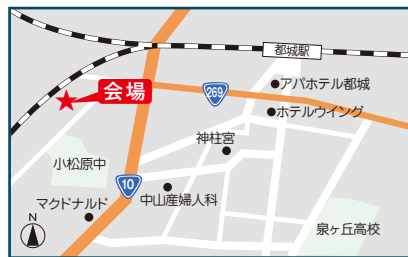 都城駅
会場
269
アパホテル都城
ホテルウイング
神柱宮
小松原中
10
中山産婦人科
マクドナルド
泉ヶ丘高校
N